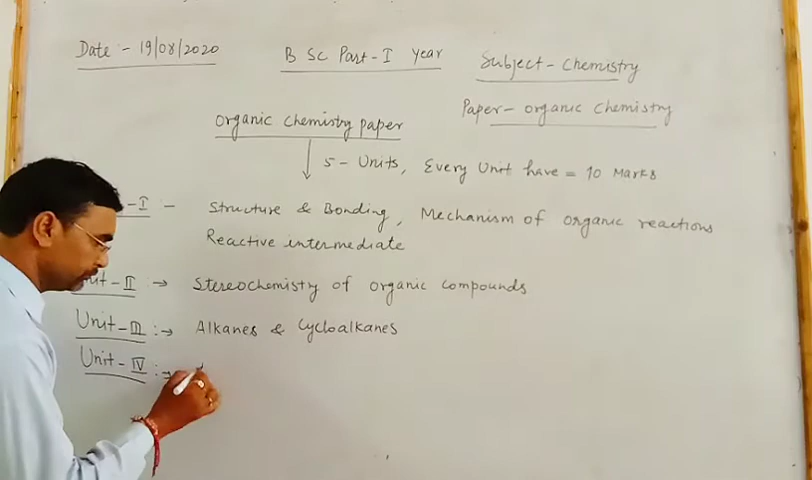 Date :- 19/08/2020
B Sc Part-I Year
Subject - Chemistry
Paper - organic chemistry
organic chemistry paper
5 - Units, Every Unit have = 10 Marks
-I :- Structure & Bonding, Mechanism of organic reactions
Reactive intermediate
Unit-II :→ Stereochemistry of organic compounds
Unit-III :→ Alkanes & Cycloalkanes
Unit-IV :→